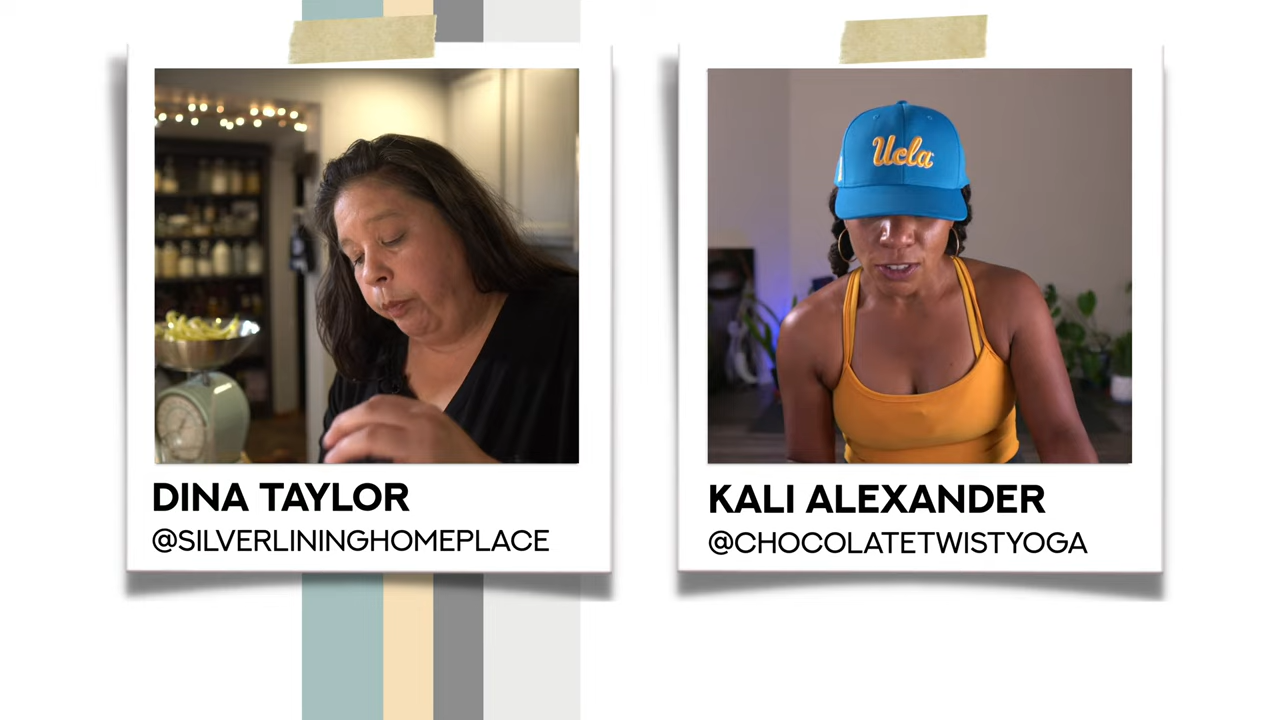 Ucla
DINA TAYLOR
@SILVERLININGHOMEPLACE
KALI ALEXANDER
@CHOCOLATETWISTYOGA